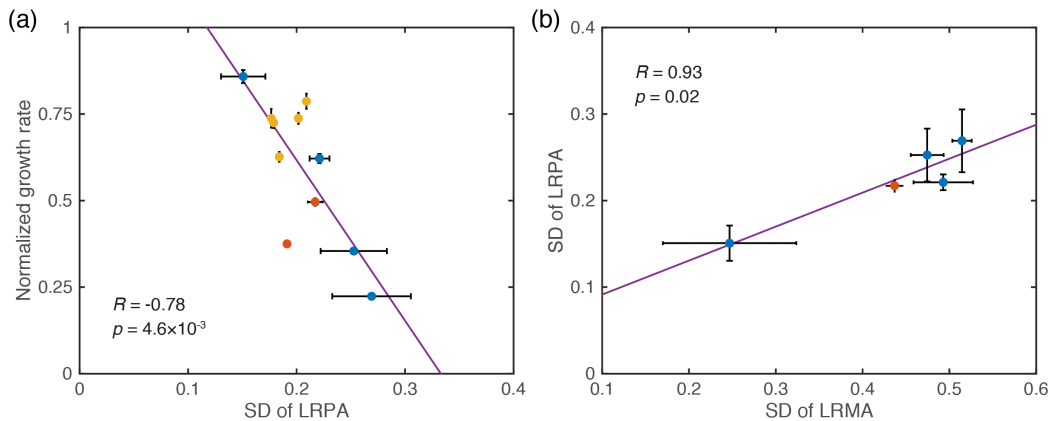 (a)
Normalized growth rate
1
0.75
0.5
0.25
0
R = -0.78
p = 4.6×10⁻³
0 0.1 0.2 0.3 0.4
SD of LRPA
(b)
SD of LRPA
0.4
0.3
0.2
0.1
0
R = 0.93
p = 0.02
0.1 0.2 0.3 0.4 0.5 0.6
SD of LRMA